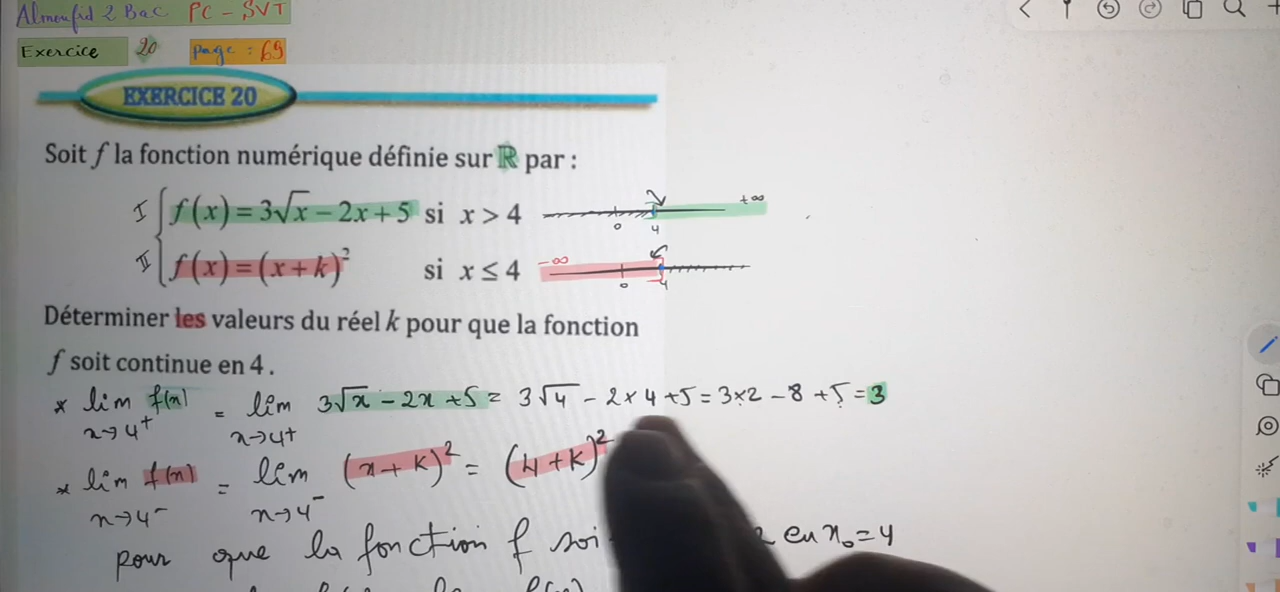 Almoufid 2 Bac PC - SVT
Exercice 20 page : 69
EXERCICE 20
Soit f la fonction numérique définie sur ℝ par :
I f(x) = 3√x − 2x + 5 si x > 4 0 4 +∞
II f(x) = (x + k)² si x ≤ 4 −∞ 0 4
Déterminer les valeurs du réel k pour que la fonction
f soit continue en 4 .
* lim f(x) = lim 3√x − 2x + 5 = 3√4 − 2×4 + 5 = 3×2 − 8 + 5 = 3
x→4⁺ x→4⁺
* lim f(x) = lim (x + k)² = (4 + k)²
x→4⁻ x→4⁻
pour que la fonction f soi en x₀ = 4
f(x)